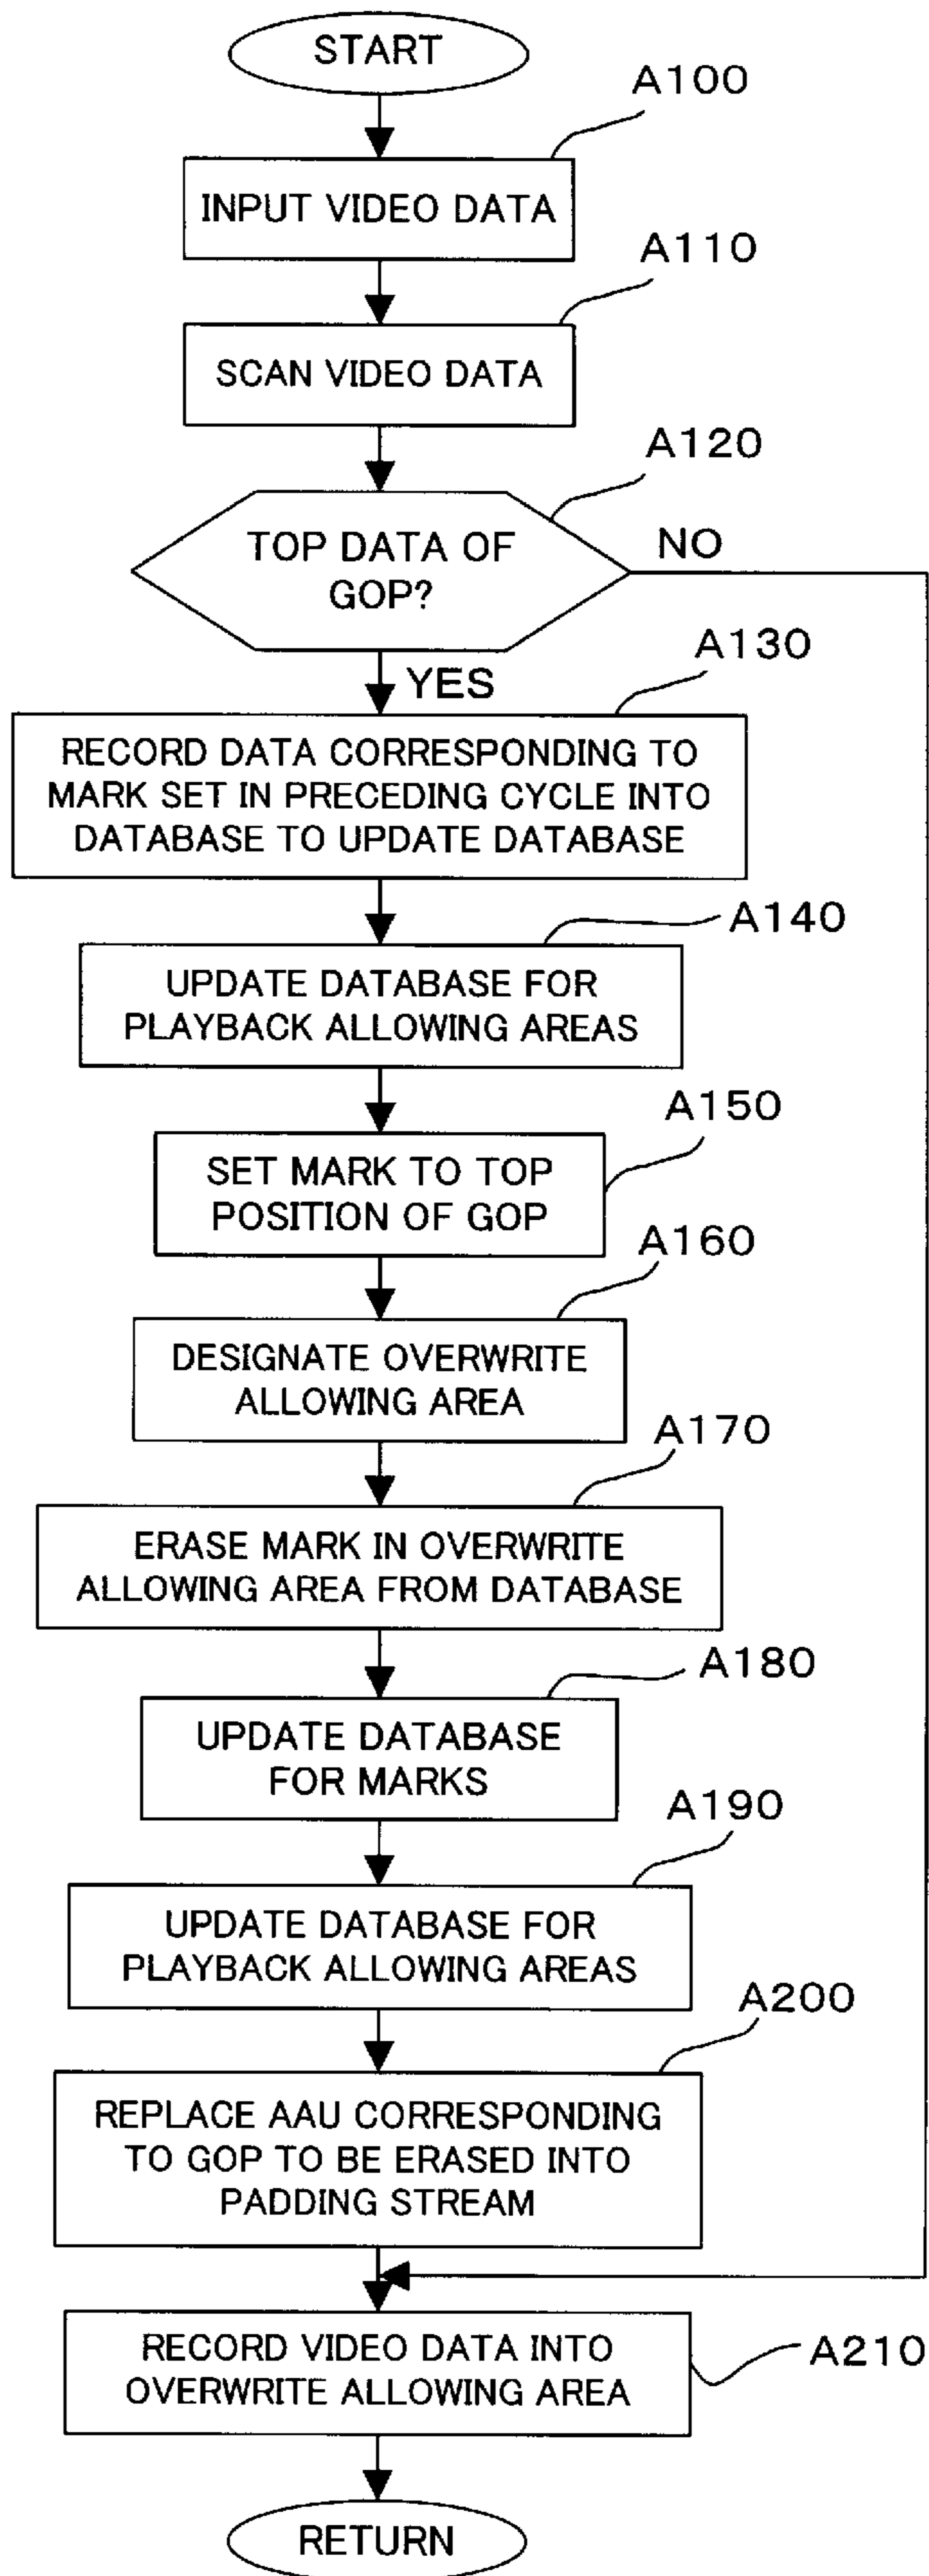 START
A100
INPUT VIDEO DATA
A110
SCAN VIDEO DATA
A120
TOP DATA OF
GOP?
NO
YES
A130
RECORD DATA CORRESPONDING TO
MARK SET IN PRECEDING CYCLE INTO
DATABASE TO UPDATE DATABASE
A140
UPDATE DATABASE FOR
PLAYBACK ALLOWING AREAS
A150
SET MARK TO TOP
POSITION OF GOP
A160
DESIGNATE OVERWRITE
ALLOWING AREA
A170
ERASE MARK IN OVERWRITE
ALLOWING AREA FROM DATABASE
A180
UPDATE DATABASE
FOR MARKS
A190
UPDATE DATABASE FOR
PLAYBACK ALLOWING AREAS
A200
REPLACE AAU CORRESPONDING
TO GOP TO BE ERASED INTO
PADDING STREAM
RECORD VIDEO DATA INTO
OVERWRITE ALLOWING AREA
A210
RETURN